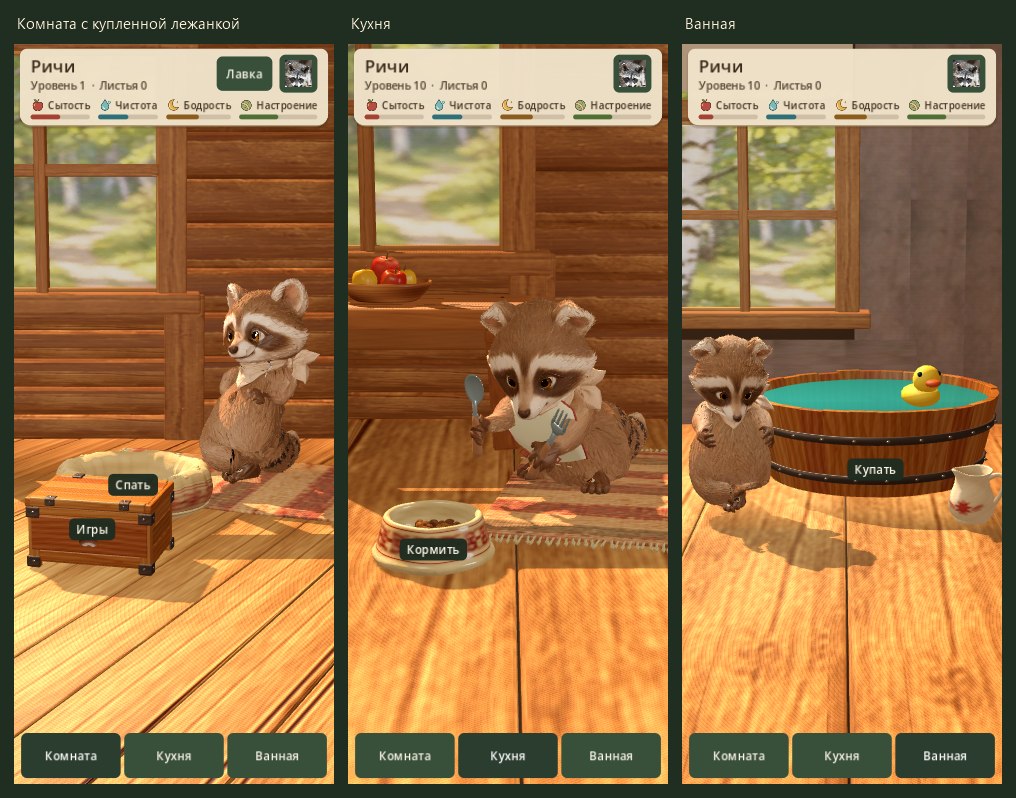 Комната с купленной лежанкой
Ричи
Уровень 1 · Листья 0
Лавка
Сытость Чистота Бодрость Настроение
Спать
Игры
Комната Кухня Ванная
Кухня
Ричи
Уровень 10 · Листья 0
Сытость Чистота Бодрость Настроение
Кормить
Комната Кухня Ванная
Ванная
Ричи
Уровень 10 · Листья 0
Сытость Чистота Бодрость Настроение
Купать
Комната Кухня Ванная